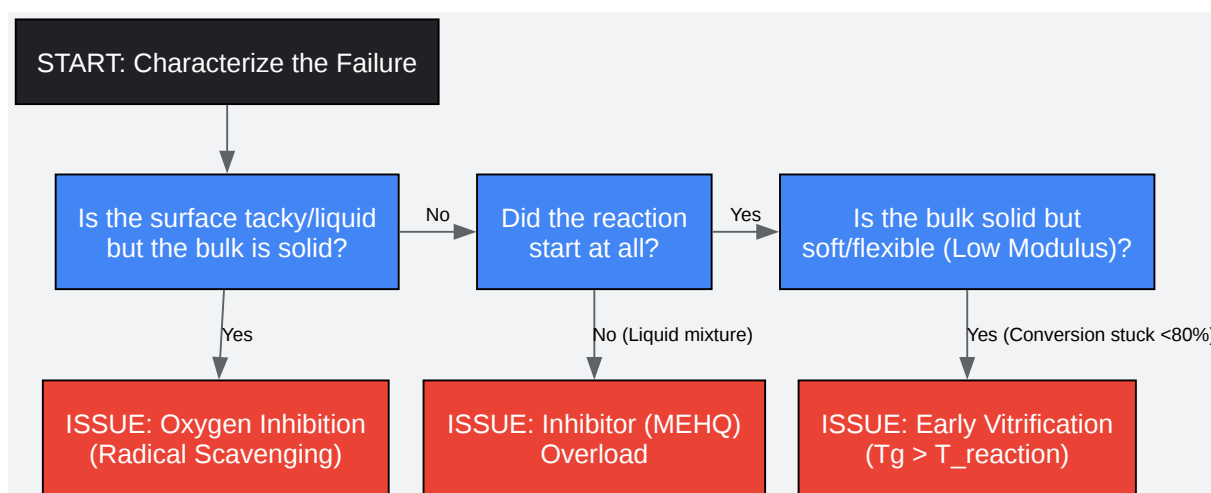 START: Characterize the Failure
Is the surface tacky/liquid
but the bulk is solid?
No
Did the reaction
start at all?
Yes
Is the bulk solid but
soft/flexible (Low Modulus)?
Yes
No (Liquid mixture)
Yes (Conversion stuck <80%)
ISSUE: Oxygen Inhibition
(Radical Scavenging)
ISSUE: Inhibitor (MEHQ)
Overload
ISSUE: Early Vitrification
(Tg > T_reaction)